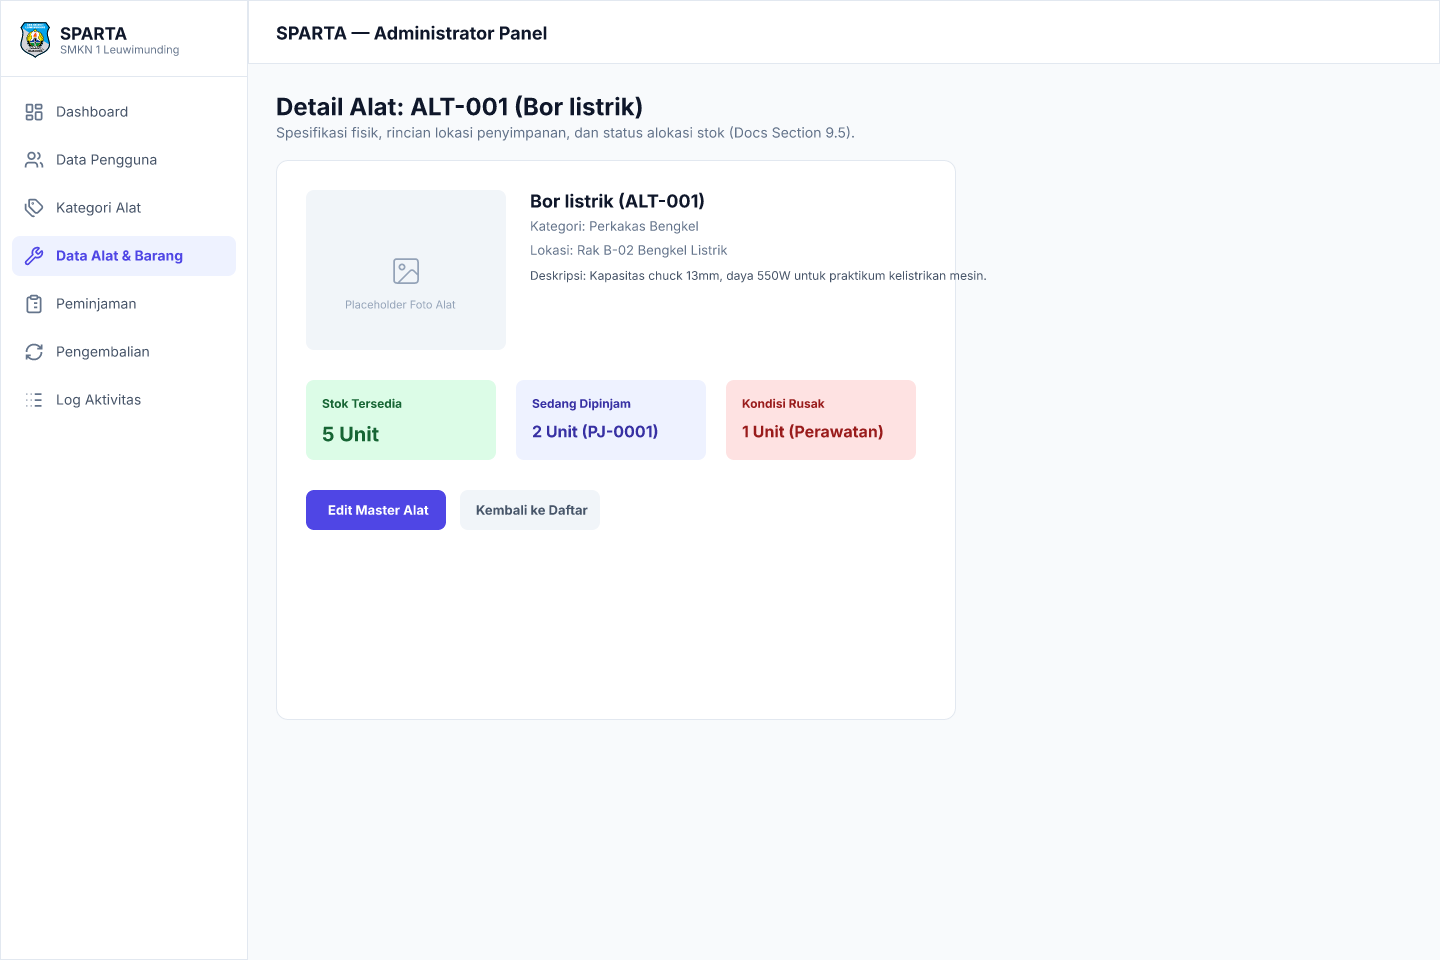 SPARTA
SMKN 1 Leuwimunding
SPARTA — Administrator Panel
Dashboard
Data Pengguna
Kategori Alat
Data Alat & Barang
Peminjaman
Pengembalian
Log Aktivitas
Detail Alat: ALT-001 (Bor listrik)
Spesifikasi fisik, rincian lokasi penyimpanan, dan status alokasi stok (Docs Section 9.5).
Placeholder Foto Alat
Bor listrik (ALT-001)
Kategori: Perkakas Bengkel
Lokasi: Rak B-02 Bengkel Listrik
Deskripsi: Kapasitas chuck 13mm, daya 550W untuk praktikum kelistrikan mesin.
Stok Tersedia
5 Unit
Sedang Dipinjam
2 Unit (PJ-0001)
Kondisi Rusak
1 Unit (Perawatan)
Edit Master Alat
Kembali ke Daftar